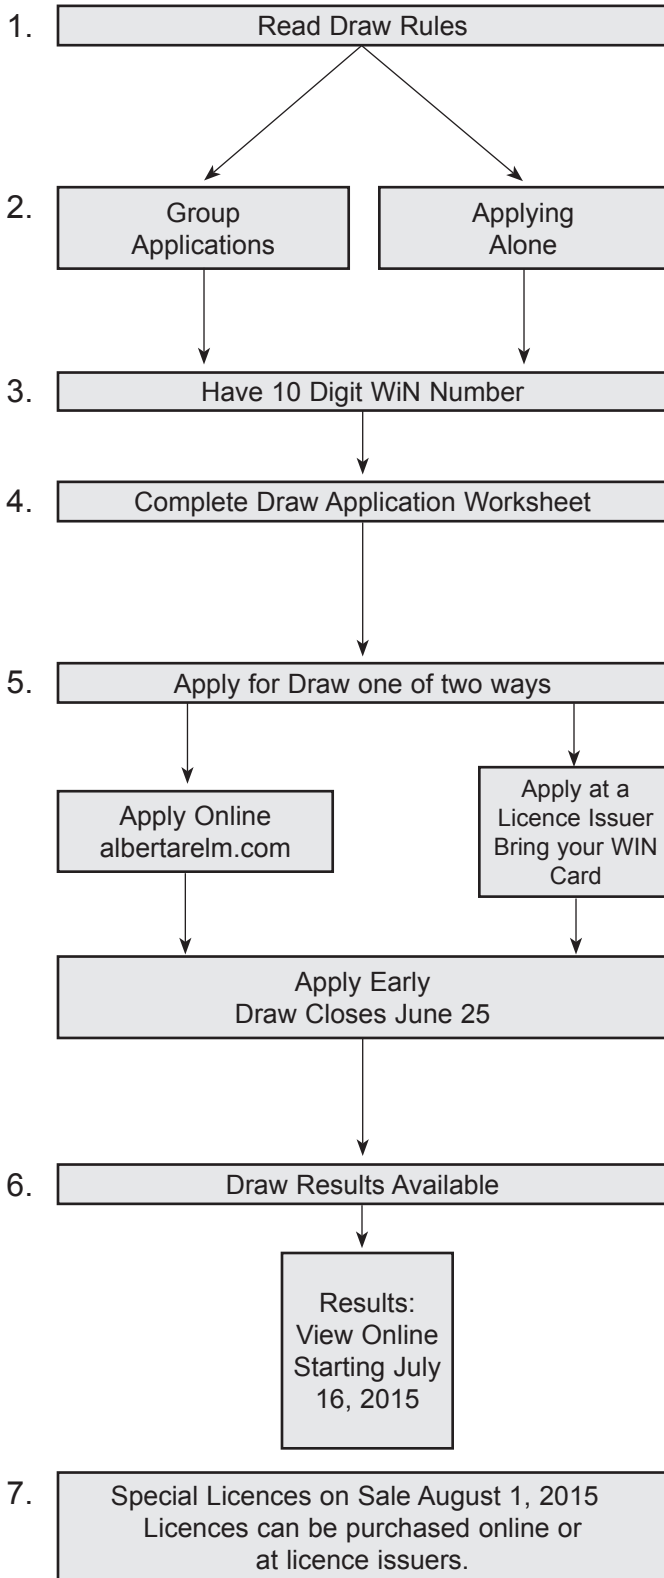 1.
Read Draw Rules
2.
Group
Applications
Applying
Alone
3.
Have 10 Digit WiN Number
4.
Complete Draw Application Worksheet
5.
Apply for Draw one of two ways
Apply Online
albertarelm.com
Apply at a
Licence Issuer
Bring your WIN
Card
Apply Early
Draw Closes June 25
6.
Draw Results Available
Results:
View Online
Starting July
16, 2015
7.
Special Licences on Sale August 1, 2015
Licences can be purchased online or
at licence issuers.